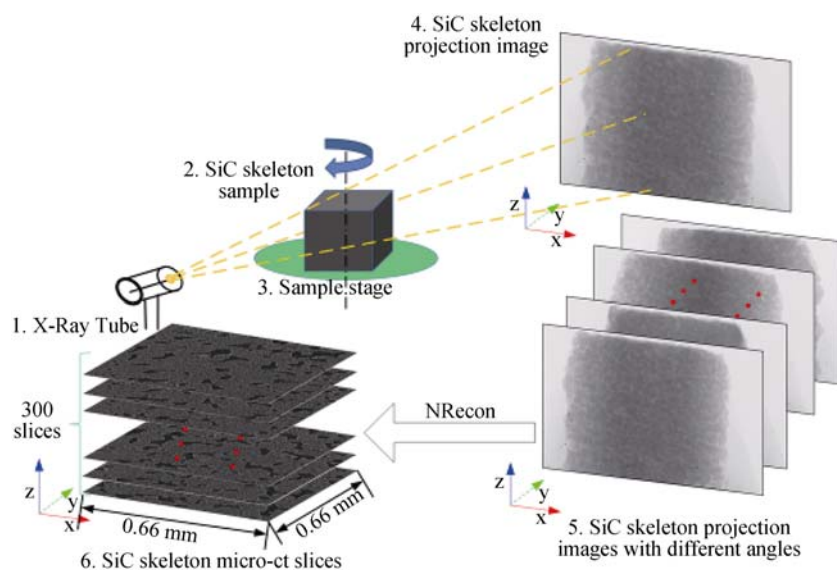 4. SiC skeleton
projection image
2. SiC skeleton
sample
z
y
x
3. Sample stage
1. X-Ray Tube
300
slices
NRecon
z
y
x
0.66 mm
0.66 mm
z
y
x
5. SiC skeleton projection
images with different angles
6. SiC skeleton micro-ct slices